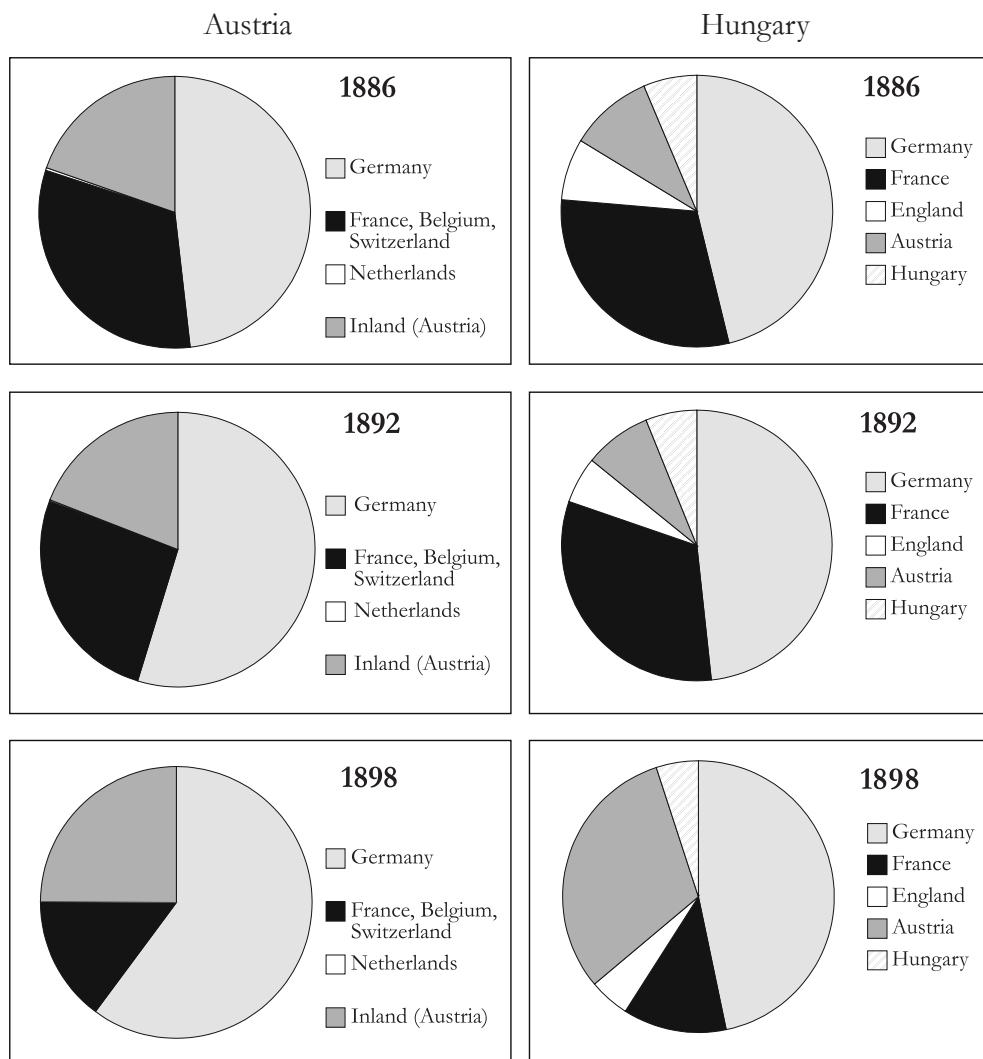 Austria
Hungary
1886
Germany
France, Belgium,
Switzerland
Netherlands
Inland (Austria)
1886
Germany
France
England
Austria
Hungary
1892
Germany
France, Belgium,
Switzerland
Netherlands
Inland (Austria)
1892
Germany
France
England
Austria
Hungary
1898
Germany
France, Belgium,
Switzerland
Netherlands
Inland (Austria)
1898
Germany
France
England
Austria
Hungary